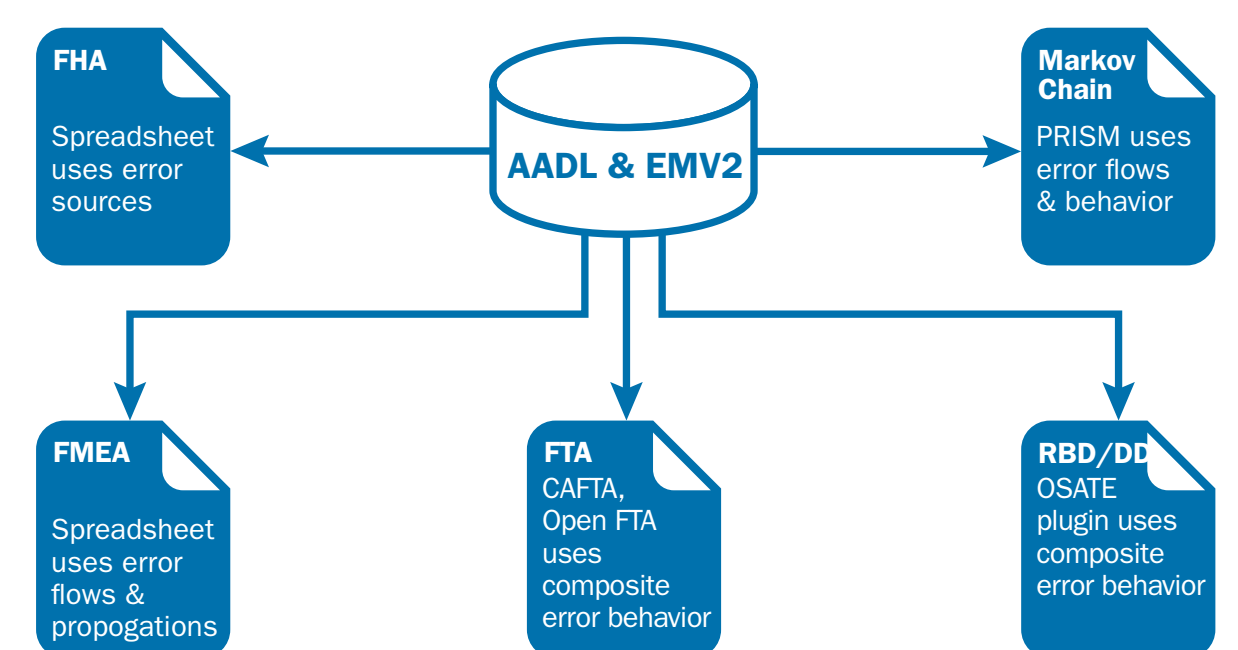 FHA
Spreadsheet
uses error
sources
AADL & EMV2
Markov
Chain
PRISM uses
error flows
& behavior
FMEA
Spreadsheet
uses error
flows &
propogations
FTA
CAFTA,
Open FTA
uses
composite
error behavior
RBD/DD
OSATE
plugin uses
composite
error behavior